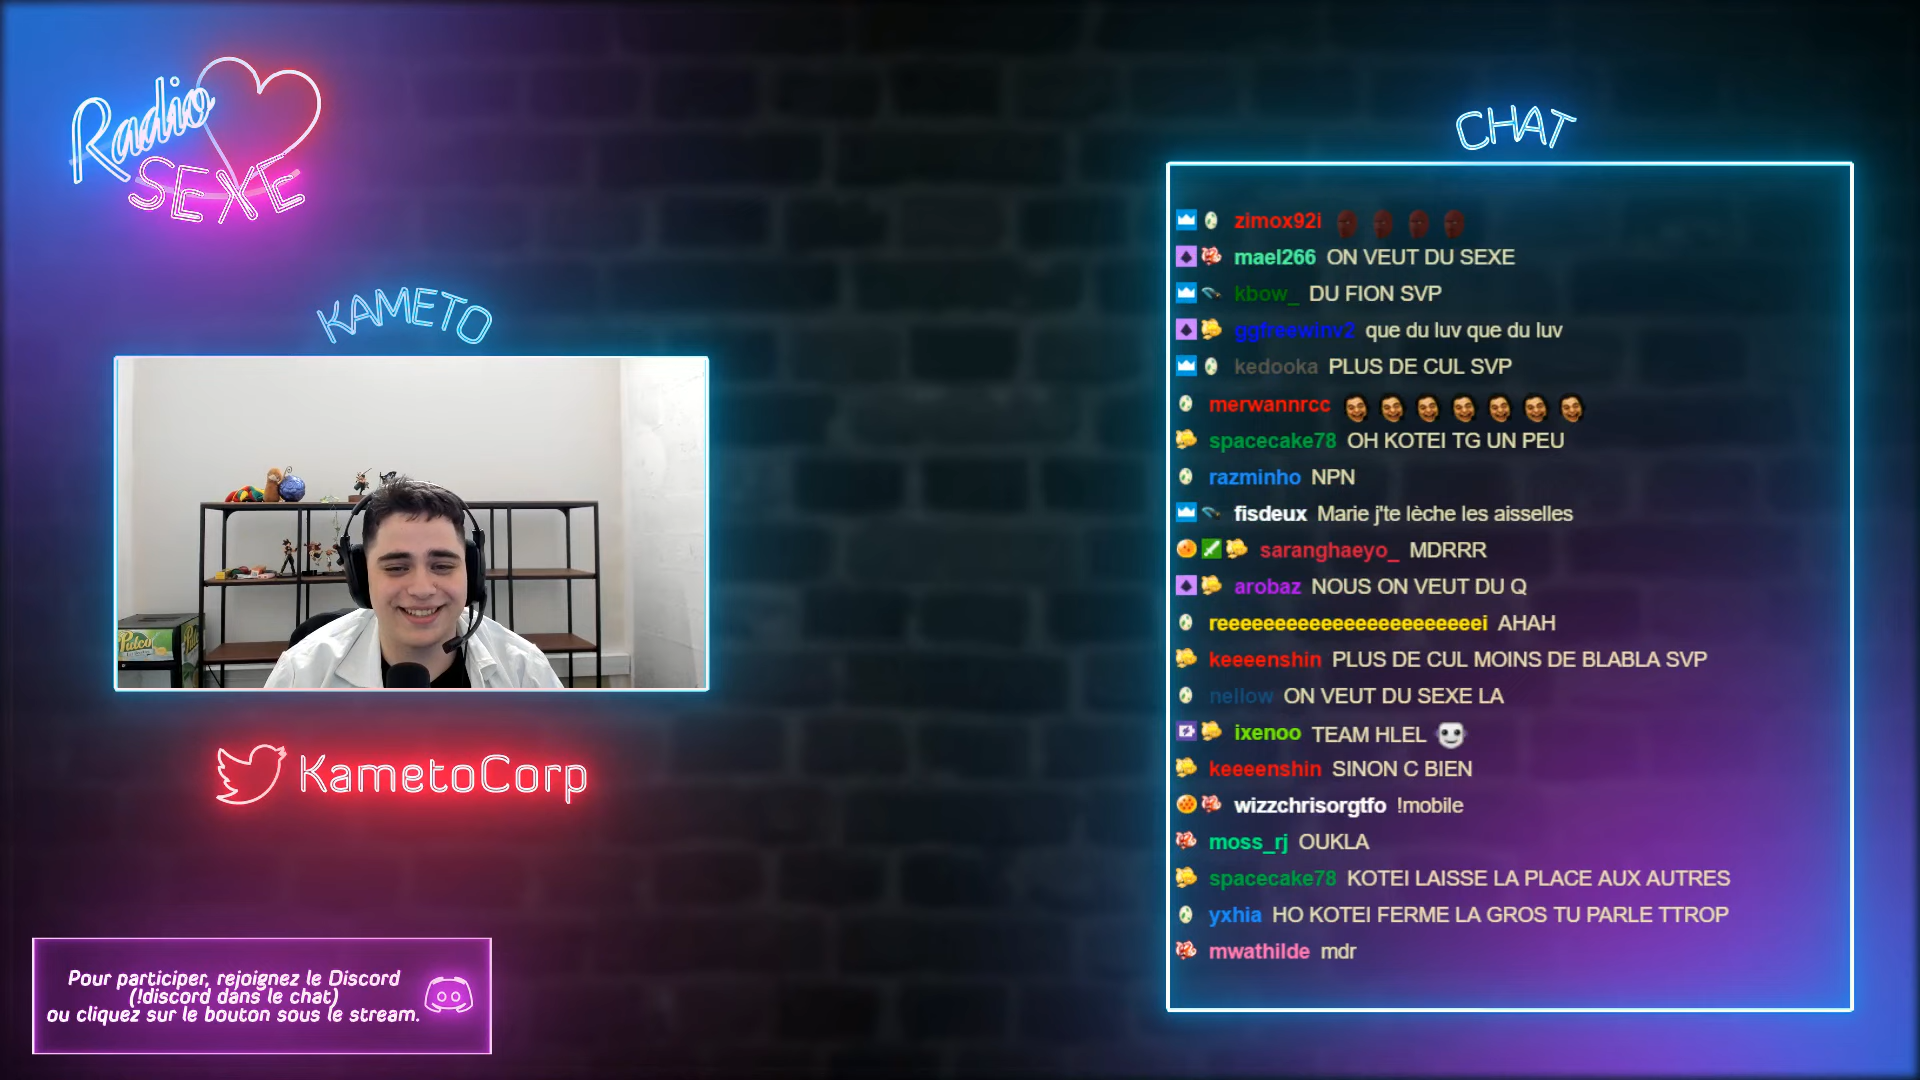 Radio
SEXE
KAMETO
Pulco
KametoCorp
Pour participer, rejoignez le Discord
(!discord dans le chat)
ou cliquez sur le bouton sous le stream.
CHAT
zimox92i
mael266 ON VEUT DU SEXE
kbow_ DU FION SVP
ggfreewinv2 que du luv que du luv
kedooka PLUS DE CUL SVP
merwannrcc
spacecake78 OH KOTEI TG UN PEU
razminho NPN
fisdeux Marie j'te lèche les aisselles
saranghaeyo_ MDRRR
arobaz NOUS ON VEUT DU Q
reeeeeeeeeeeeeeeeeeeeeei AHAH
keeeenshin PLUS DE CUL MOINS DE BLABLA SVP
nellow ON VEUT DU SEXE LA
ixenoo TEAM HLEL
keeeenshin SINON C BIEN
wizzchrisorgtfo !mobile
moss_rj OUKLA
spacecake78 KOTEI LAISSE LA PLACE AUX AUTRES
yxhia HO KOTEI FERME LA GROS TU PARLE TTROP
mwathilde mdr